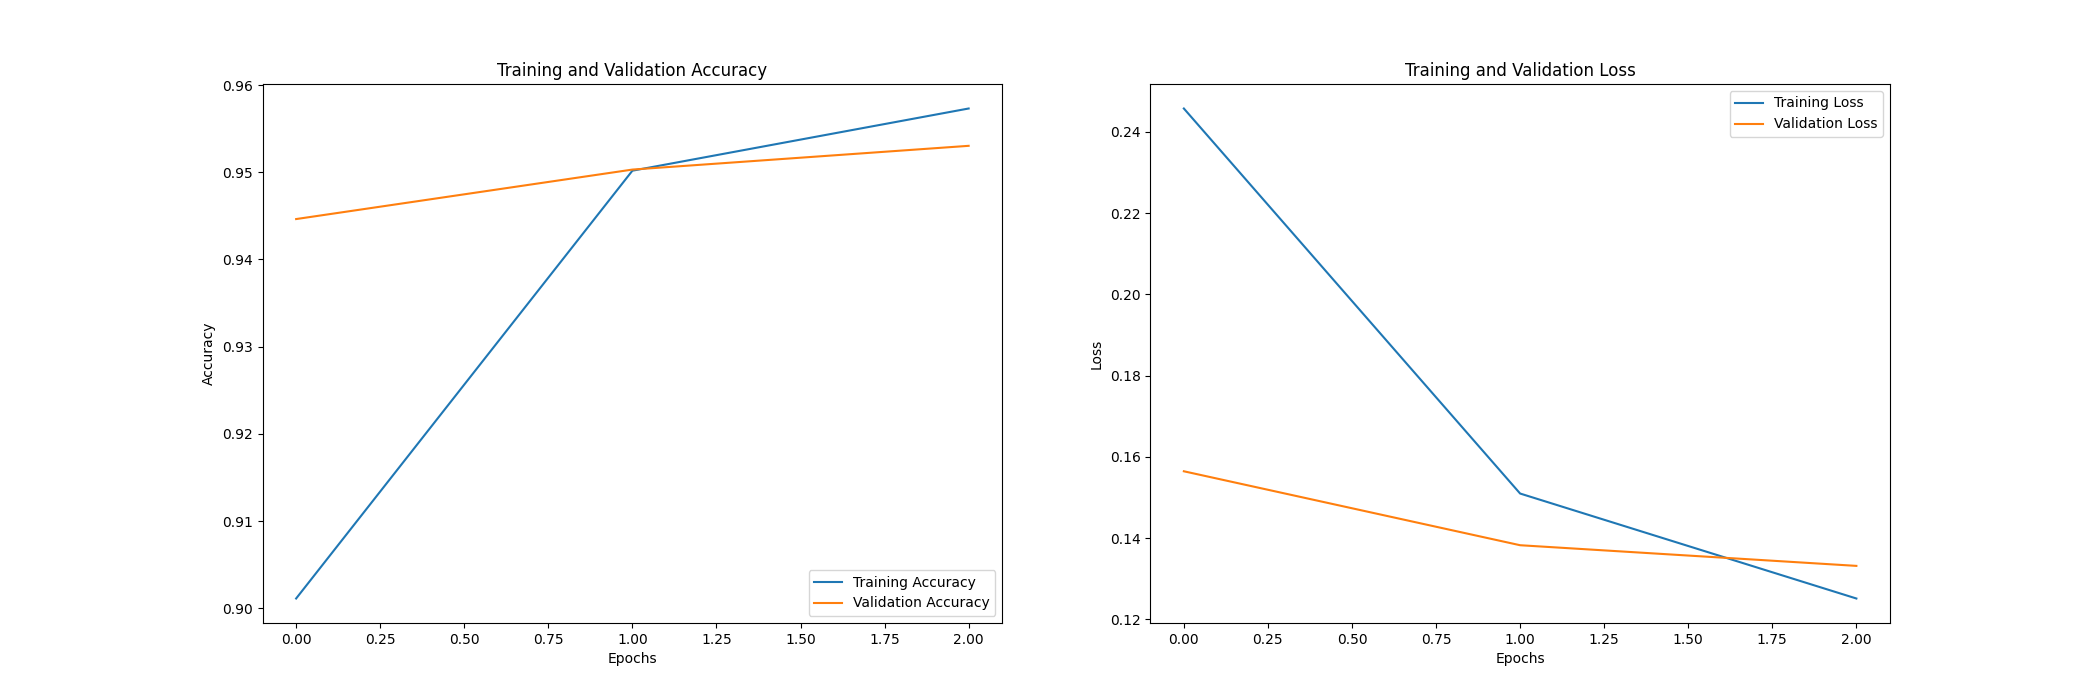 Training and Validation Accuracy
0.96
0.95
0.94
0.93
0.92
0.91
0.90
Accuracy
Training Accuracy
Validation Accuracy
0.00 0.25 0.50 0.75 1.00 1.25 1.50 1.75 2.00
Epochs
Training and Validation Loss
Training Loss
Validation Loss
0.24
0.22
0.20
0.18
0.16
0.14
0.12
Loss
0.00 0.25 0.50 0.75 1.00 1.25 1.50 1.75 2.00
Epochs